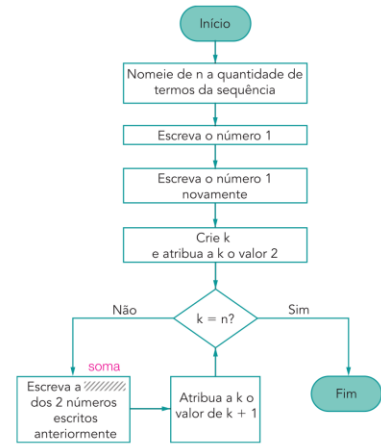 Início
Nomeie de n a quantidade de
termos da sequência
Escreva o número 1
Escreva o número 1
novamente
Crie k
e atribua a k o valor 2
Não
k = n?
Sim
soma
Escreva a
dos 2 números
escritos
anteriormente
Atribua a k o
valor de k + 1
Fim